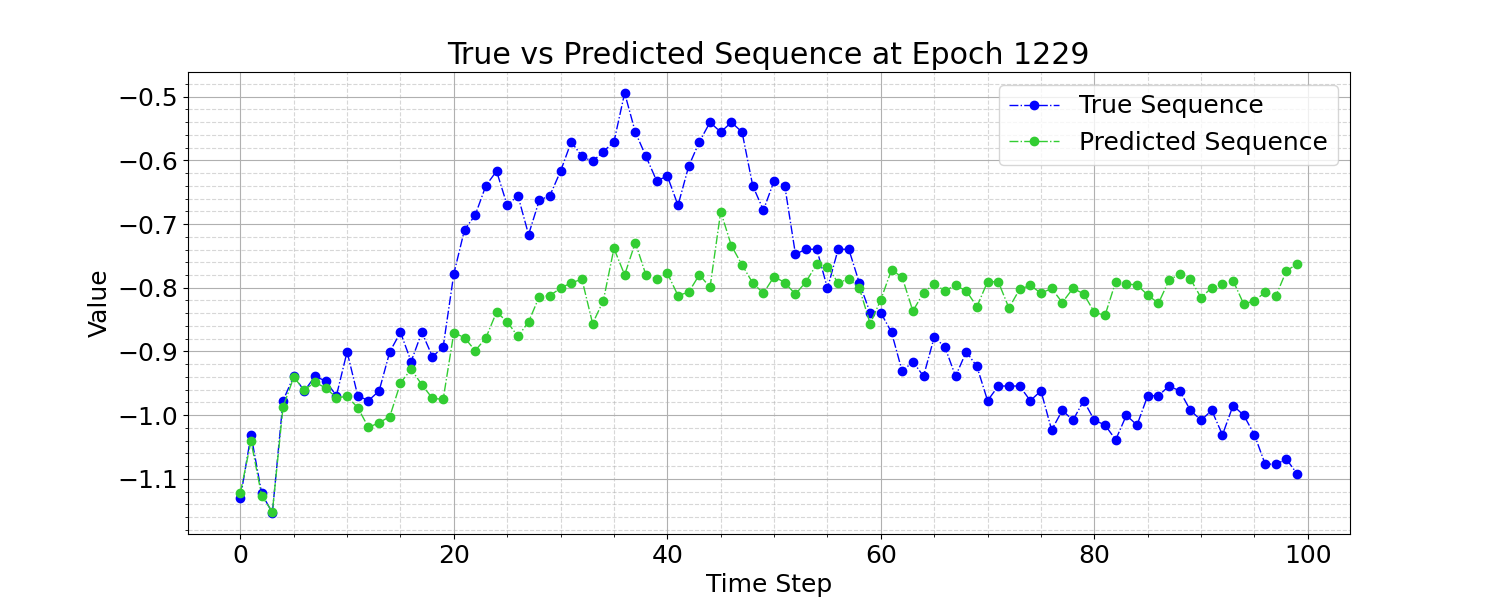 True vs Predicted Sequence at Epoch 1229
True Sequence
Predicted Sequence
Value
−0.5
−0.6
−0.7
−0.8
−0.9
−1.0
−1.1
0 20 40 60 80 100
Time Step